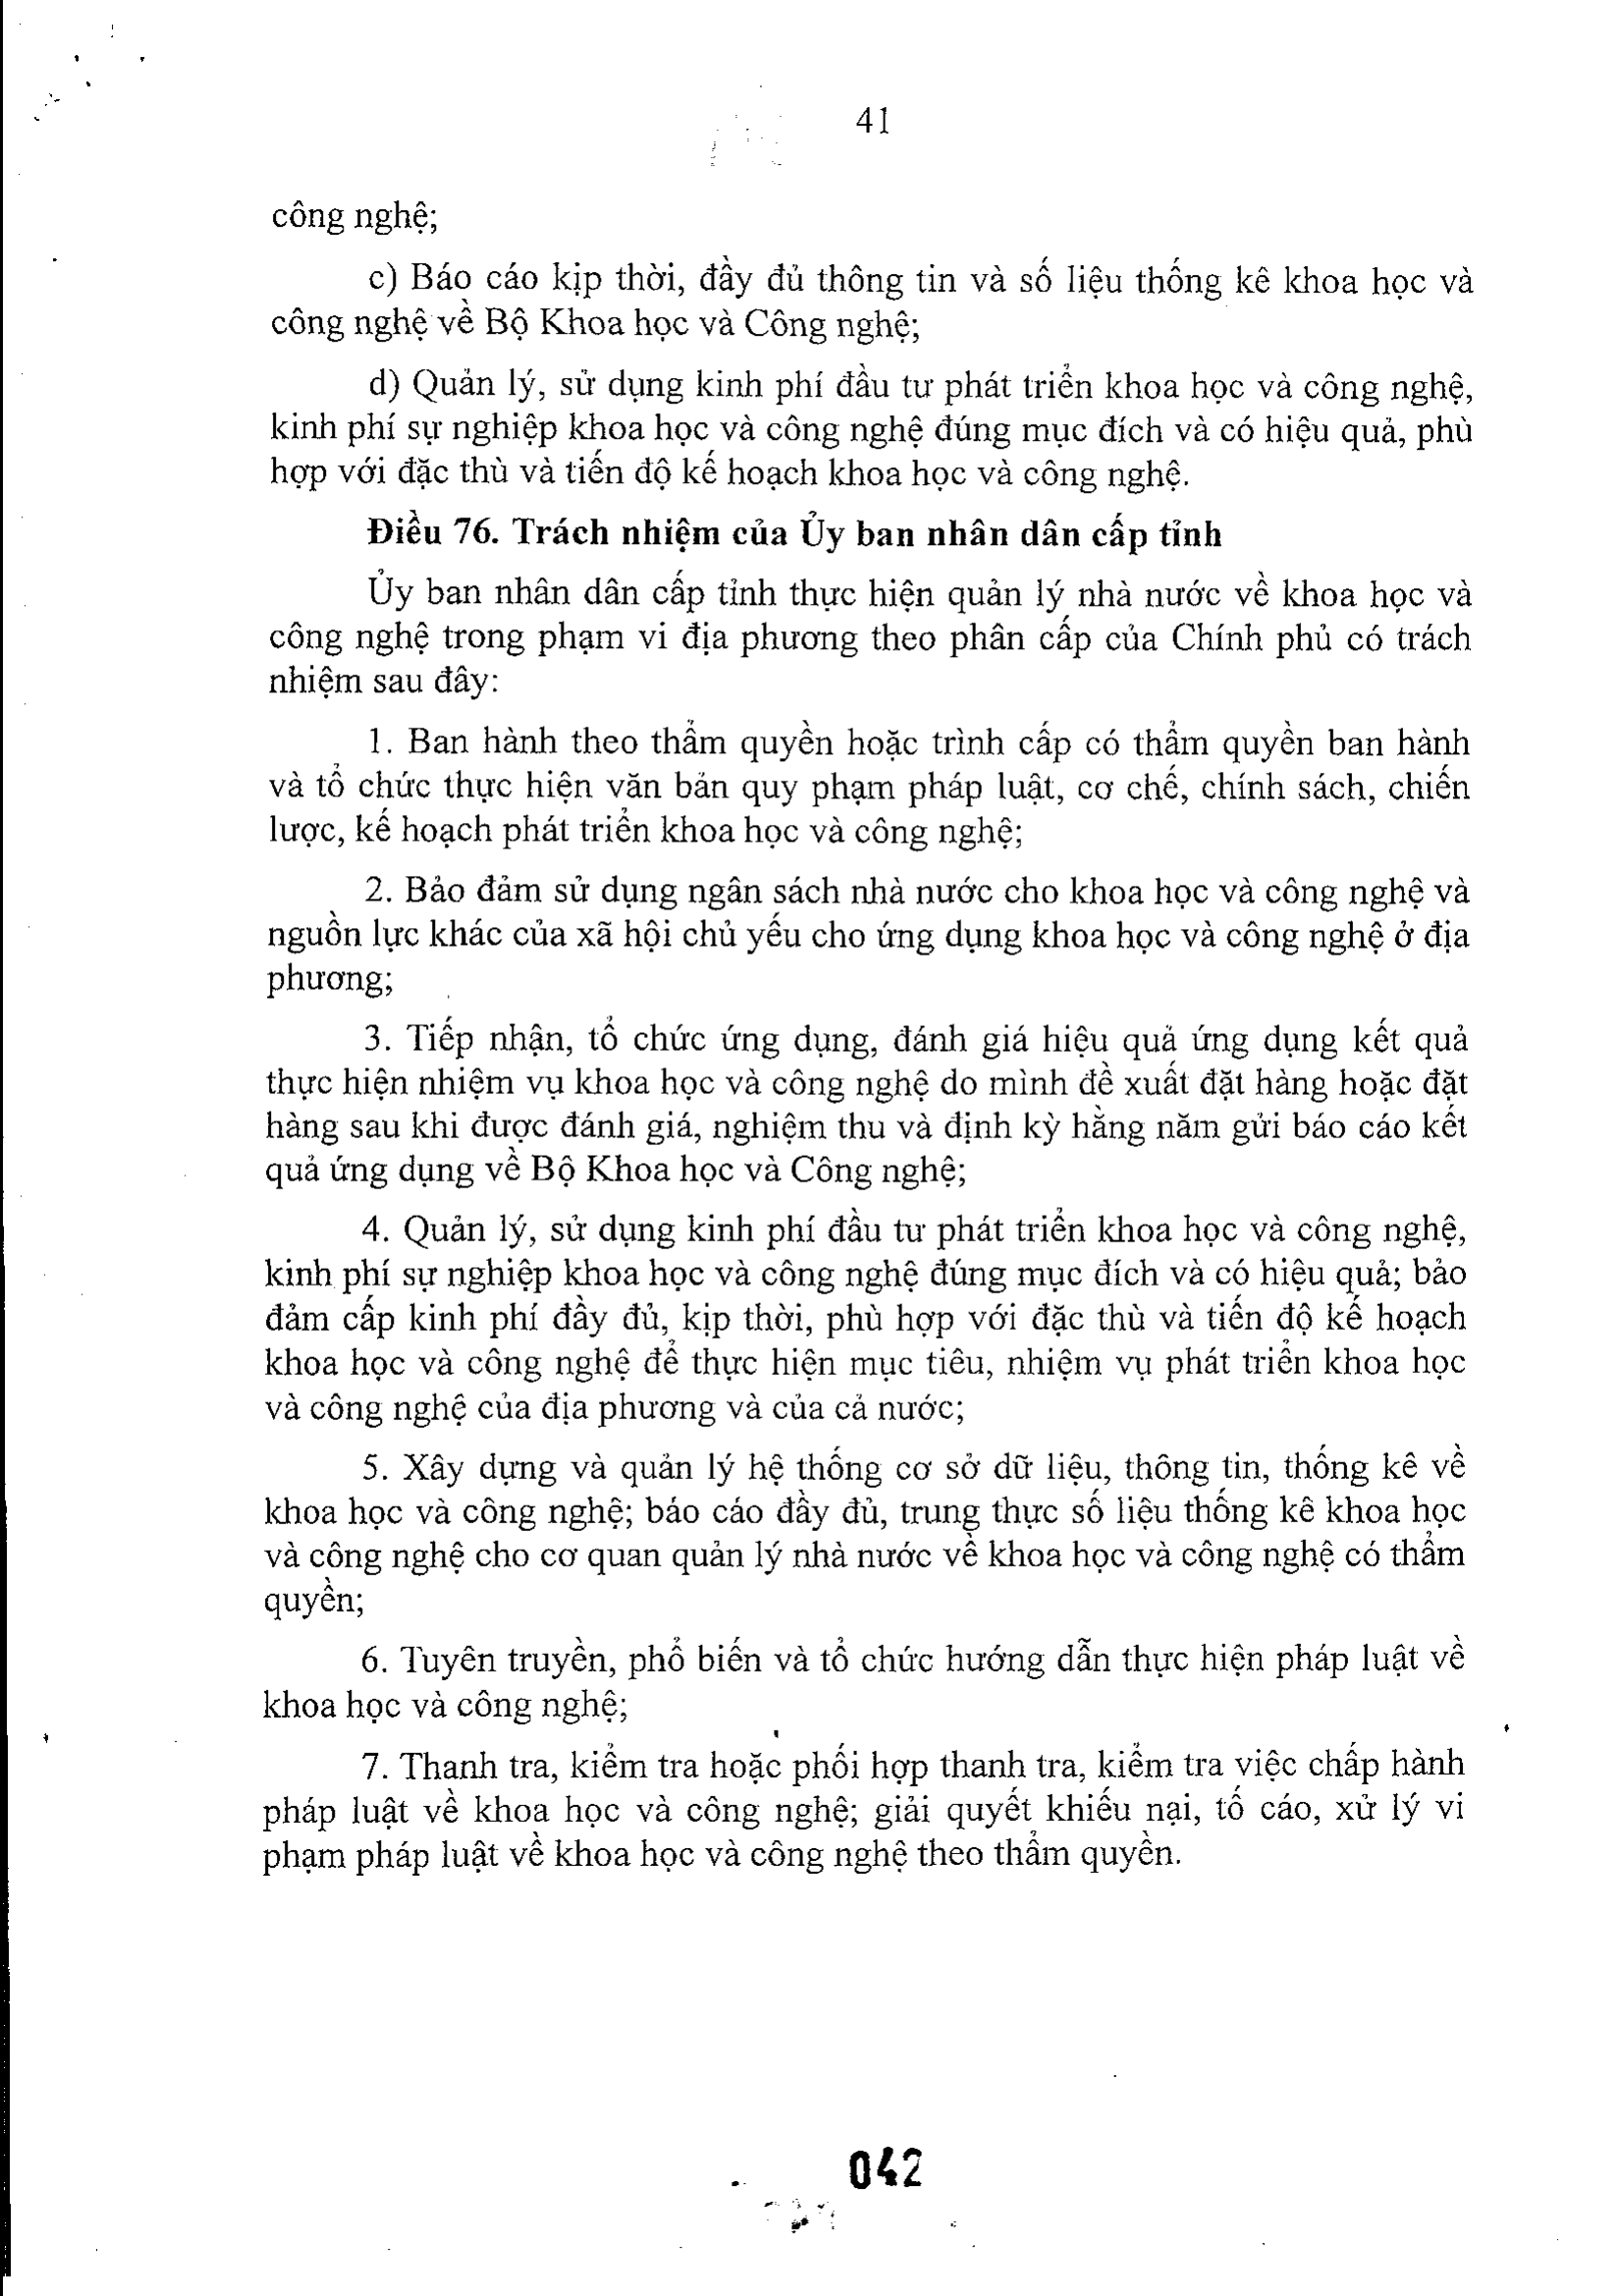 41
công nghệ;
c) Báo cáo kịp thời, đầy đủ thông tin và số liệu thống kê khoa học và
công nghệ về Bộ Khoa học và Công nghệ;
d) Quản lý, sử dụng kinh phí đầu tư phát triển khoa học và công nghệ,
kinh phí sự nghiệp khoa học và công nghệ đúng mục đích và có hiệu quả, phù
hợp với đặc thù và tiến độ kế hoạch khoa học và công nghệ.
Điều 76. Trách nhiệm của Ủy ban nhân dân cấp tỉnh
Ủy ban nhân dân cấp tỉnh thực hiện quản lý nhà nước về khoa học và
công nghệ trong phạm vi địa phương theo phân cấp của Chính phủ có trách
nhiệm sau đây:
1. Ban hành theo thẩm quyền hoặc trình cấp có thẩm quyền ban hành
và tổ chức thực hiện văn bản quy phạm pháp luật, cơ chế, chính sách, chiến
lược, kế hoạch phát triển khoa học và công nghệ;
2. Bảo đảm sử dụng ngân sách nhà nước cho khoa học và công nghệ và
nguồn lực khác của xã hội chủ yếu cho ứng dụng khoa học và công nghệ ở địa
phương;
3. Tiếp nhận, tổ chức ứng dụng, đánh giá hiệu quả ứng dụng kết quả
thực hiện nhiệm vụ khoa học và công nghệ do mình đề xuất đặt hàng hoặc đặt
hàng sau khi được đánh giá, nghiệm thu và định kỳ hằng năm gửi báo cáo kết
quả ứng dụng về Bộ Khoa học và Công nghệ;
4. Quản lý, sử dụng kinh phí đầu tư phát triển khoa học và công nghệ,
kinh phí sự nghiệp khoa học và công nghệ đúng mục đích và có hiệu quả; bảo
đảm cấp kinh phí đầy đủ, kịp thời, phù hợp với đặc thù và tiến độ kế hoạch
khoa học và công nghệ để thực hiện mục tiêu, nhiệm vụ phát triển khoa học
và công nghệ của địa phương và của cả nước;
5. Xây dựng và quản lý hệ thống cơ sở dữ liệu, thông tin, thống kê về
khoa học và công nghệ; báo cáo đầy đủ, trung thực số liệu thống kê khoa học
và công nghệ cho cơ quan quản lý nhà nước về khoa học và công nghệ có thẩm
quyền;
6. Tuyên truyền, phổ biến và tổ chức hướng dẫn thực hiện pháp luật về
khoa học và công nghệ;
7. Thanh tra, kiểm tra hoặc phối hợp thanh tra, kiểm tra việc chấp hành
pháp luật về khoa học và công nghệ; giải quyết khiếu nại, tố cáo, xử lý vi
phạm pháp luật về khoa học và công nghệ theo thẩm quyền.
042